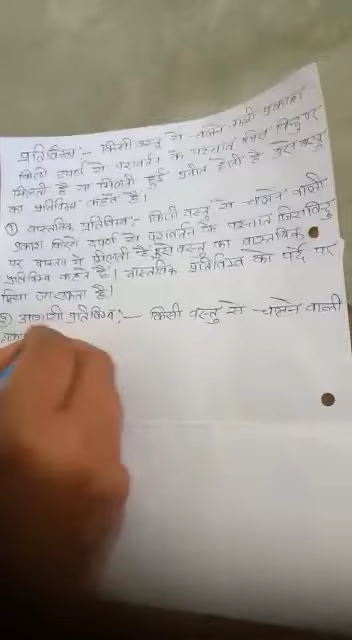 प्रतिबिम्ब:- किसी वस्तु से चलने वाली प्रकाश
किरणें दर्पण से परावर्तन के पश्चात जिस बिन्दु पर
मिलती है या मिलती हुई प्रतीत होती है उसे वस्तु
का प्रतिबिम्ब कहते है।
① वास्तविक प्रतिबिम्ब:- किसी वस्तु से चलने वाली
प्रकाश किरणें दर्पण से परावर्तन के पश्चात जिस बिंदु
पर वास्तव में मिलती है उसे वस्तु का वास्तविक
प्रतिबिम्ब कहते है। वास्तविक प्रतिबिम्ब को पर्दे पर
लिया जा सकता है।
② आभासी प्रतिबिम्ब:- किसी वस्तु से चलने वाली